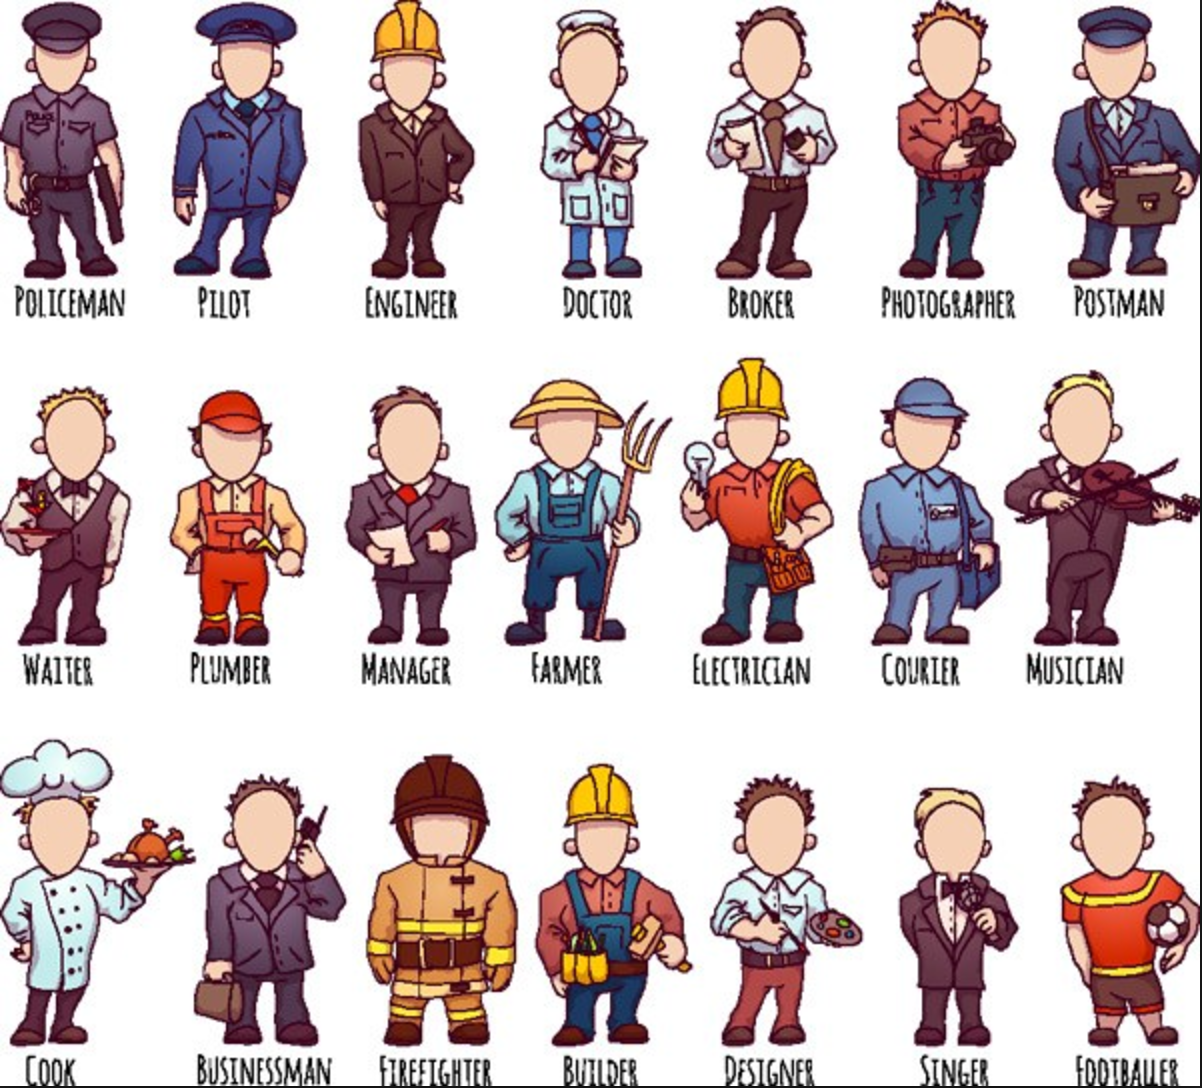 POLICE
POLICEMAN PILOT ENGINEER DOCTOR BROKER PHOTOGRAPHER POSTMAN
WAITER PLUMBER MANAGER FARMER ELECTRICIAN COURIER MUSICIAN
COOK BUSINESSMAN FIREFIGHTER BUILDER DESIGNER SINGER FOOTBALLER